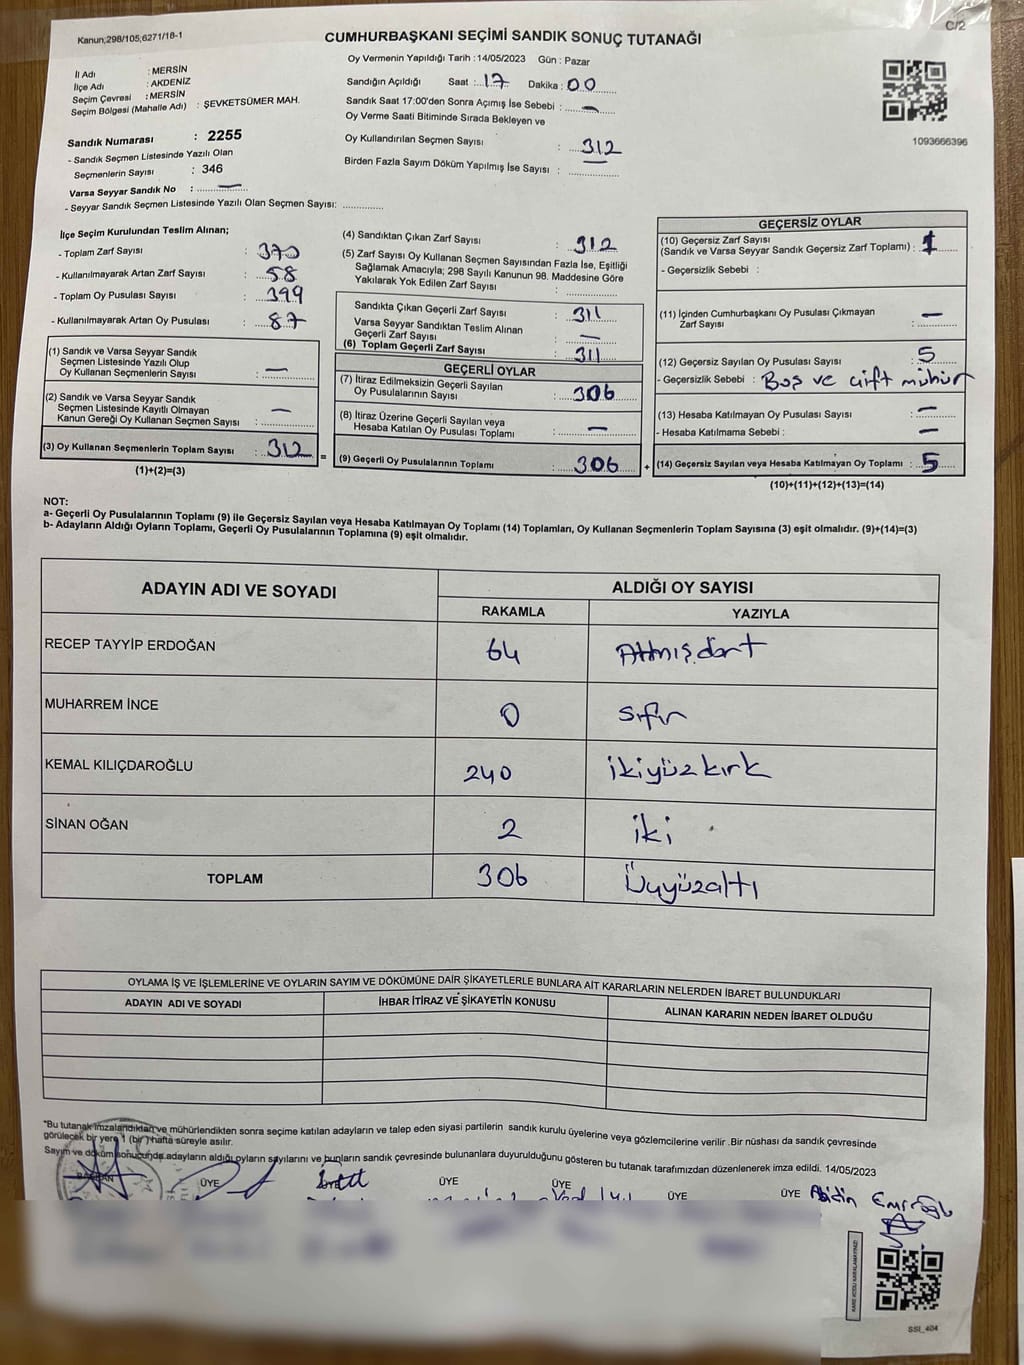 Kanun;298/105;6271/18-1
C/2
CUMHURBAŞKANI SEÇİMİ SANDIK SONUÇ TUTANAĞI
İl Adı : MERSİN
İlçe Adı : AKDENİZ
Seçim Çevresi : MERSİN
Seçim Bölgesi (Mahalle Adı) : ŞEVKETSÜMER MAH.
Sandık Numarası : 2255
- Sandık Seçmen Listesinde Yazılı Olan
Seçmenlerin Sayısı : 346
Varsa Seyyar Sandık No : —
- Seyyar Sandık Seçmen Listesinde Yazılı Olan Seçmen Sayısı: ..............
Oy Vermenin Yapıldığı Tarih :14/05/2023 Gün : Pazar
Sandığın Açıldığı Saat : 17 Dakika : 00
Sandık Saat 17:00'den Sonra Açımış İse Sebebi : —
Oy Verme Saati Bitiminde Sırada Bekleyen ve
Oy Kullandırılan Seçmen Sayısı : 312
Birden Fazla Sayım Döküm Yapılmış İse Sayısı : —
1093666396
İlçe Seçim Kurulundan Teslim Alınan;
- Toplam Zarf Sayısı : 370
- Kullanılmayarak Artan Zarf Sayısı : 58
- Toplam Oy Pusulası Sayısı : 399
- Kullanılmayarak Artan Oy Pusulası : 87
(1) Sandık ve Varsa Seyyar Sandık
Seçmen Listesinde Yazılı Olup
Oy Kullanan Seçmenlerin Sayısı : —
(2) Sandık ve Varsa Seyyar Sandık
Seçmen Listesinde Kayıtlı Olmayan
Kanun Gereği Oy Kullanan Seçmen Sayısı : —
(3) Oy Kullanan Seçmenlerin Toplam Sayısı : 312
(1)+(2)=(3)
=
(4) Sandıktan Çıkan Zarf Sayısı : 312
(5) Zarf Sayısı Oy Kullanan Seçmen Sayısından Fazla İse, Eşitliği
Sağlamak Amacıyla; 298 Sayılı Kanunun 98. Maddesine Göre
Yakılarak Yok Edilen Zarf Sayısı : ..............
Sandıkta Çıkan Geçerli Zarf Sayısı : 311
Varsa Seyyar Sandıktan Teslim Alınan
Geçerli Zarf Sayısı : —
(6) Toplam Geçerli Zarf Sayısı : 311
GEÇERLİ OYLAR
(7) İtiraz Edilmeksizin Geçerli Sayılan
Oy Pusulalarının Sayısı : 306
(8) İtiraz Üzerine Geçerli Sayılan veya
Hesaba Katılan Oy Pusulası Toplamı : —
(9) Geçerli Oy Pusulalarının Toplamı : 306
+
GEÇERSİZ OYLAR
(10) Geçersiz Zarf Sayısı
(Sandık ve Varsa Seyyar Sandık Geçersiz Zarf Toplamı) : 1
- Geçersizlik Sebebi :
(11) İçinden Cumhurbaşkanı Oy Pusulası Çıkmayan
Zarf Sayısı : —
(12) Geçersiz Sayılan Oy Pusulası Sayısı : 5
- Geçersizlik Sebebi : Boş ve çift mühür
(13) Hesaba Katılmayan Oy Pusulası Sayısı : —
- Hesaba Katılmama Sebebi : —
(14) Geçersiz Sayılan veya Hesaba Katılmayan Oy Toplamı : 5
(10)+(11)+(12)+(13)=(14)
NOT:
a- Geçerli Oy Pusulalarının Toplamı (9) ile Geçersiz Sayılan veya Hesaba Katılmayan Oy Toplamı (14) Toplamları, Oy Kullanan Seçmenlerin Toplam Sayısına (3) eşit olmalıdır. (9)+(14)=(3)
b- Adayların Aldığı Oyların Toplamı, Geçerli Oy Pusulalarının Toplamına (9) eşit olmalıdır.
ADAYIN ADI VE SOYADI ALDIĞI OY SAYISI
RAKAMLA YAZIYLA
RECEP TAYYİP ERDOĞAN 64 Altmışdört
MUHARREM İNCE 0 sıfır
KEMAL KILIÇDAROĞLU 240 ikiyüzkırk
SİNAN OĞAN 2 iki
TOPLAM 306 Üçyüzaltı
OYLAMA İŞ VE İŞLEMLERİNE VE OYLARIN SAYIM VE DÖKÜMÜNE DAİR ŞİKAYETLERLE BUNLARA AİT KARARLARIN NELERDEN İBARET BULUNDUKLARI
ADAYIN ADI VE SOYADI İHBAR İTİRAZ VE ŞİKAYETİN KONUSU ALINAN KARARIN NEDEN İBARET OLDUĞU
"Bu tutanak imzalandıktan ve mühürlendikten sonra seçime katılan adayların ve talep eden siyasi partilerin sandık kurulu üyelerine veya gözlemcilerine verilir .Bir nüshası da sandık çevresinde
görülecek bir yere 1 (bir ) hafta süreyle asılır.
Sayım ve döküm sonucunda adayların aldığı oyların sayılarını ve bunların sandık çevresinde bulunanlara duyurulduğunu gösteren bu tutanak tarafımızdan düzenlenerek imza edildi. 14/05/2023
BAŞKAN ÜYE ÜYE ÜYE ÜYE ÜYE Abidin
KARE KODU KARALAMAYINIZ!
SSI_404